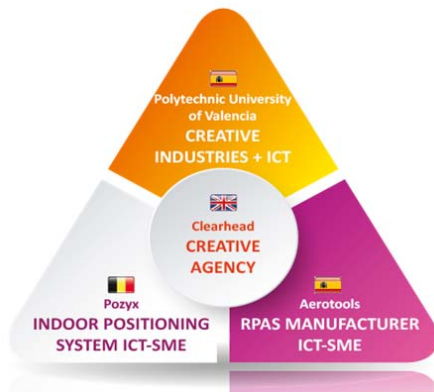 Polytechnic University
of Valencia
CREATIVE
INDUSTRIES + ICT
Clearhead
CREATIVE
AGENCY
Pozyx
INDOOR POSITIONING
SYSTEM ICT-SME
Aerotools
RPAS MANUFACTURER
ICT-SME